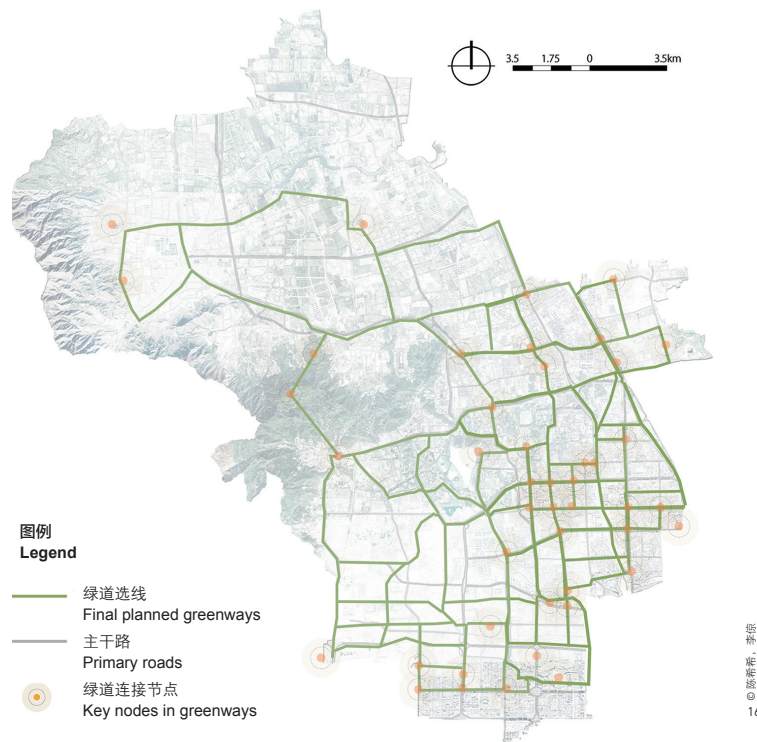 3.5 1.75 0 3.5km
图例
Legend
绿道选线
Final planned greenways
主干路
Primary roads
绿道连接节点
Key nodes in greenways
© 陈希希，李倞
16